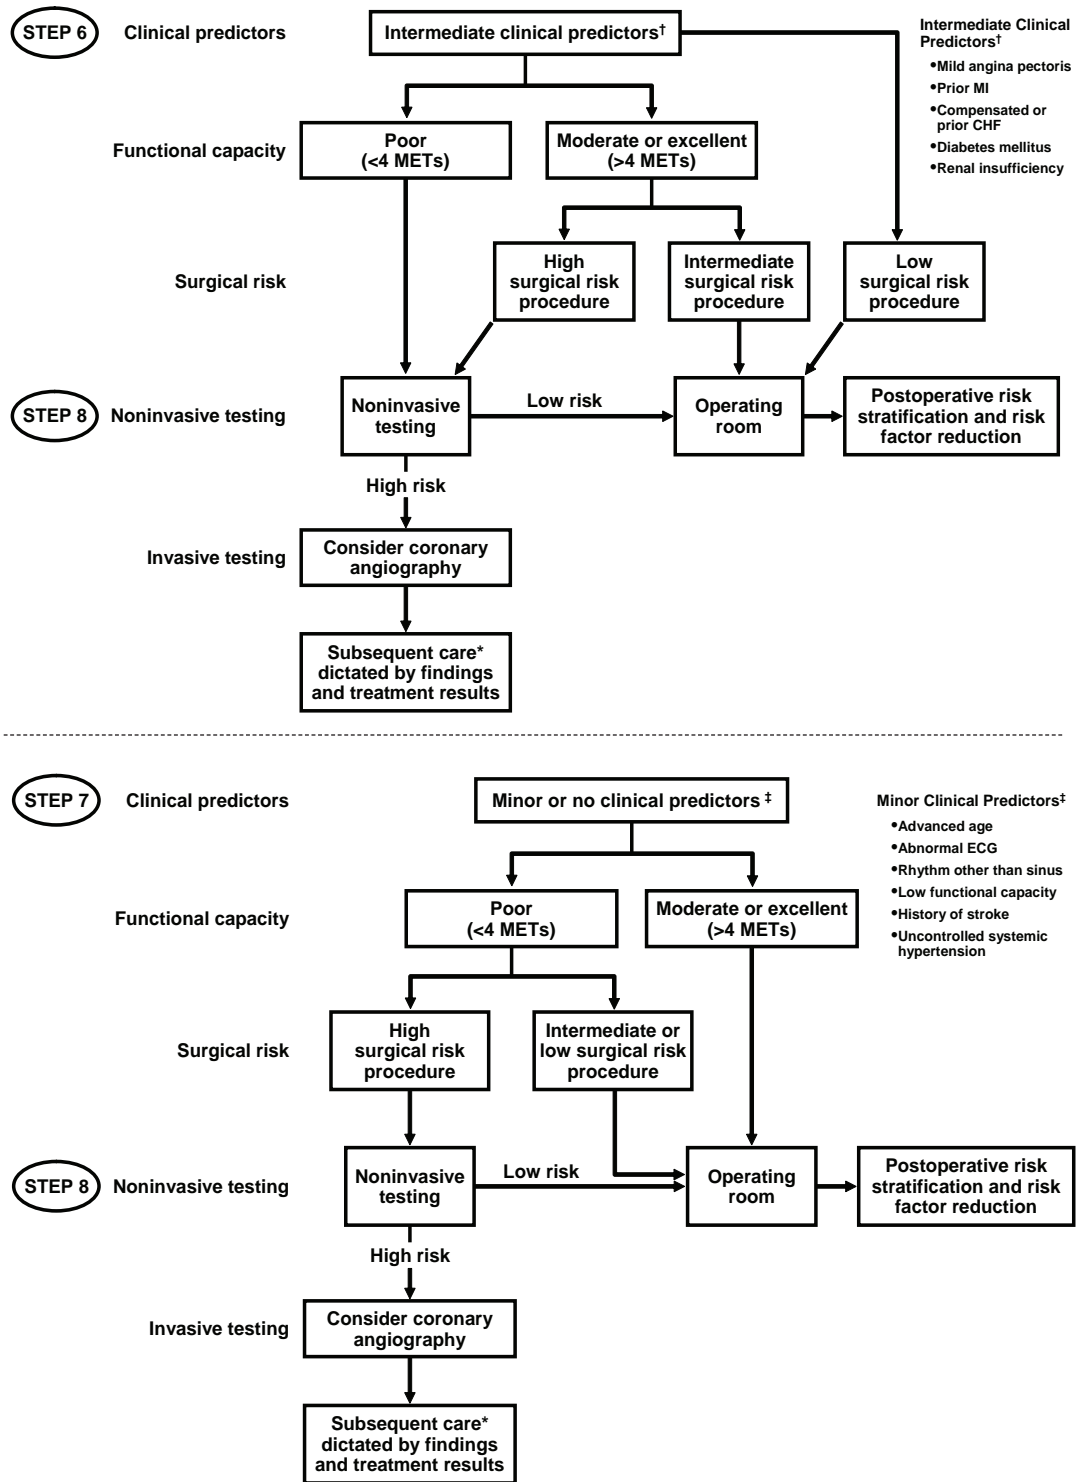 STEP 6
Clinical predictors
Intermediate clinical predictors†
Intermediate Clinical
Predictors†
•Mild angina pectoris
•Prior MI
•Compensated or
prior CHF
•Diabetes mellitus
•Renal insufficiency
Functional capacity
Poor
(<4 METs)
Moderate or excellent
(>4 METs)
Surgical risk
High
surgical risk
procedure
Intermediate
surgical risk
procedure
Low
surgical risk
procedure
STEP 8
Noninvasive testing
Noninvasive
testing
Low risk
Operating
room
Postoperative risk
stratification and risk
factor reduction
High risk
Invasive testing
Consider coronary
angiography
Subsequent care*
dictated by findings
and treatment results
STEP 7
Clinical predictors
Minor or no clinical predictors ‡
Minor Clinical Predictors‡
•Advanced age
•Abnormal ECG
•Rhythm other than sinus
•Low functional capacity
•History of stroke
•Uncontrolled systemic
hypertension
Functional capacity
Poor
(<4 METs)
Moderate or excellent
(>4 METs)
Surgical risk
High
surgical risk
procedure
Intermediate or
low surgical risk
procedure
STEP 8
Noninvasive testing
Noninvasive
testing
Low risk
Operating
room
Postoperative risk
stratification and risk
factor reduction
High risk
Invasive testing
Consider coronary
angiography
Subsequent care*
dictated by findings
and treatment results